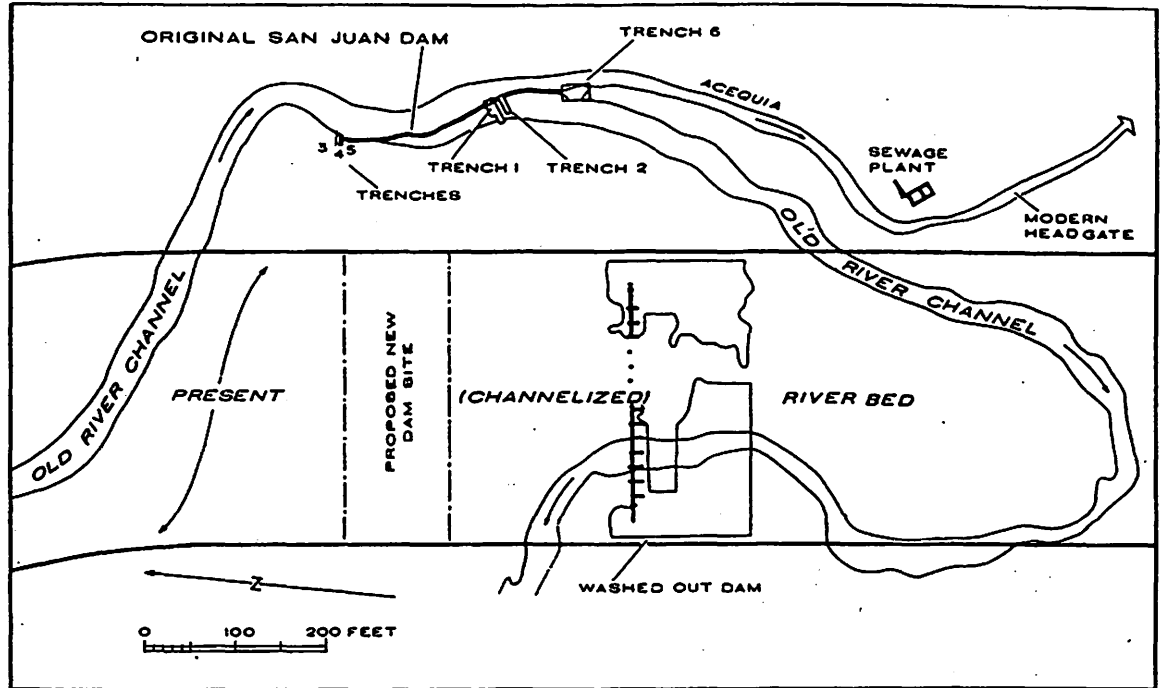 ORIGINAL SAN JUAN DAM
TRENCH 6
ACEQUIA
3 4 5
TRENCHES
TRENCH 1
TRENCH 2
SEWAGE
PLANT
MODERN
HEADGATE
OLD RIVER CHANNEL
OLD RIVER CHANNEL
PRESENT
PROPOSED NEW
DAM SITE
(CHANNELIZED)
RIVER BED
WASHED OUT DAM
N
0 100 200 FEET